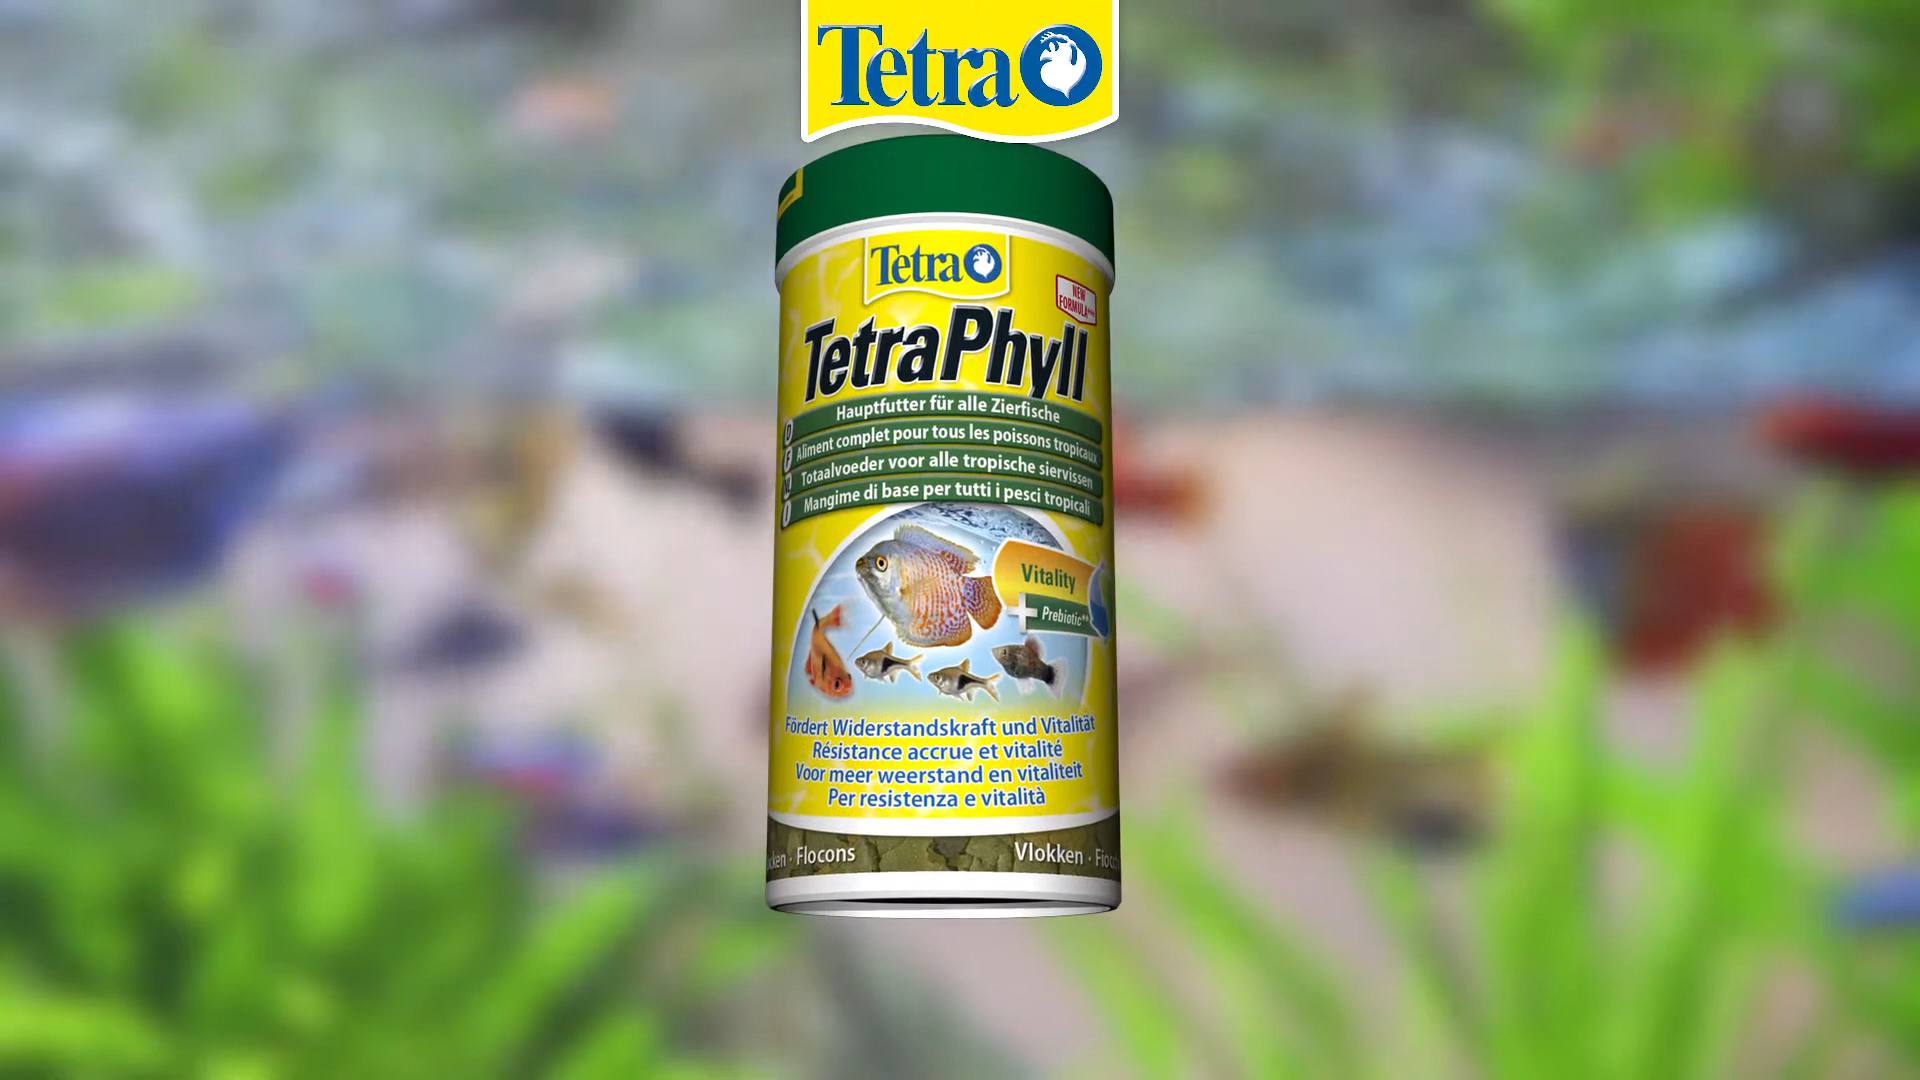 Tetra
Tetra
NEW
FORMULA
TetraPhyll
D Hauptfutter für alle Zierfische
F Aliment complet pour tous les poissons tropicaux
NL Totaalvoeder voor alle tropische siervissen
I Mangime di base per tutti i pesci tropicali
Vitality
+ Prebiotic**
Fördert Widerstandskraft und Vitalität
Résistance accrue et vitalité
Voor meer weerstand en vitaliteit
Per resistenza e vitalità
· Flocons
Vlokken ·